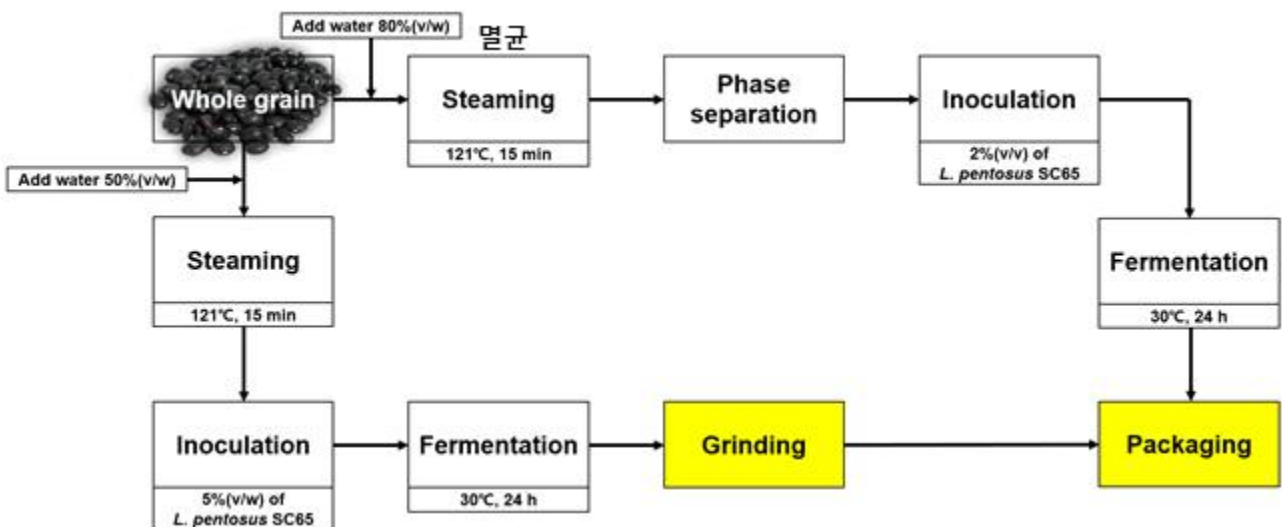 Add water 80%(v/w)
멸균
Whole grain
Steaming
121℃, 15 min
Phase
separation
Inoculation
2%(v/v) of
L. pentosus SC65
Add water 50%(v/w)
Steaming
121℃, 15 min
Fermentation
30℃, 24 h
Inoculation
5%(v/w) of
L. pentosus SC65
Fermentation
30℃, 24 h
Grinding
Packaging